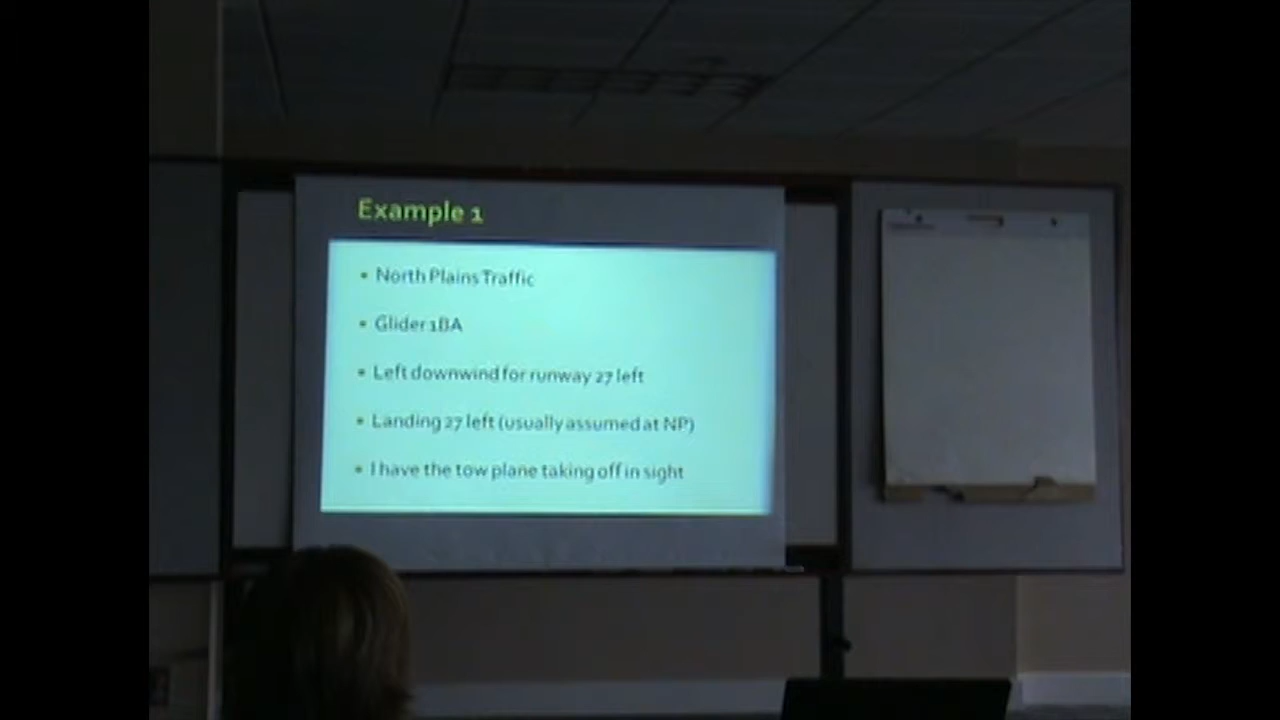 Example 1
• North Plains Traffic
• Glider 1BA
• Left downwind for runway 27 left
• Landing 27 left (usually assumed at NP)
• I have the tow plane taking off in sight